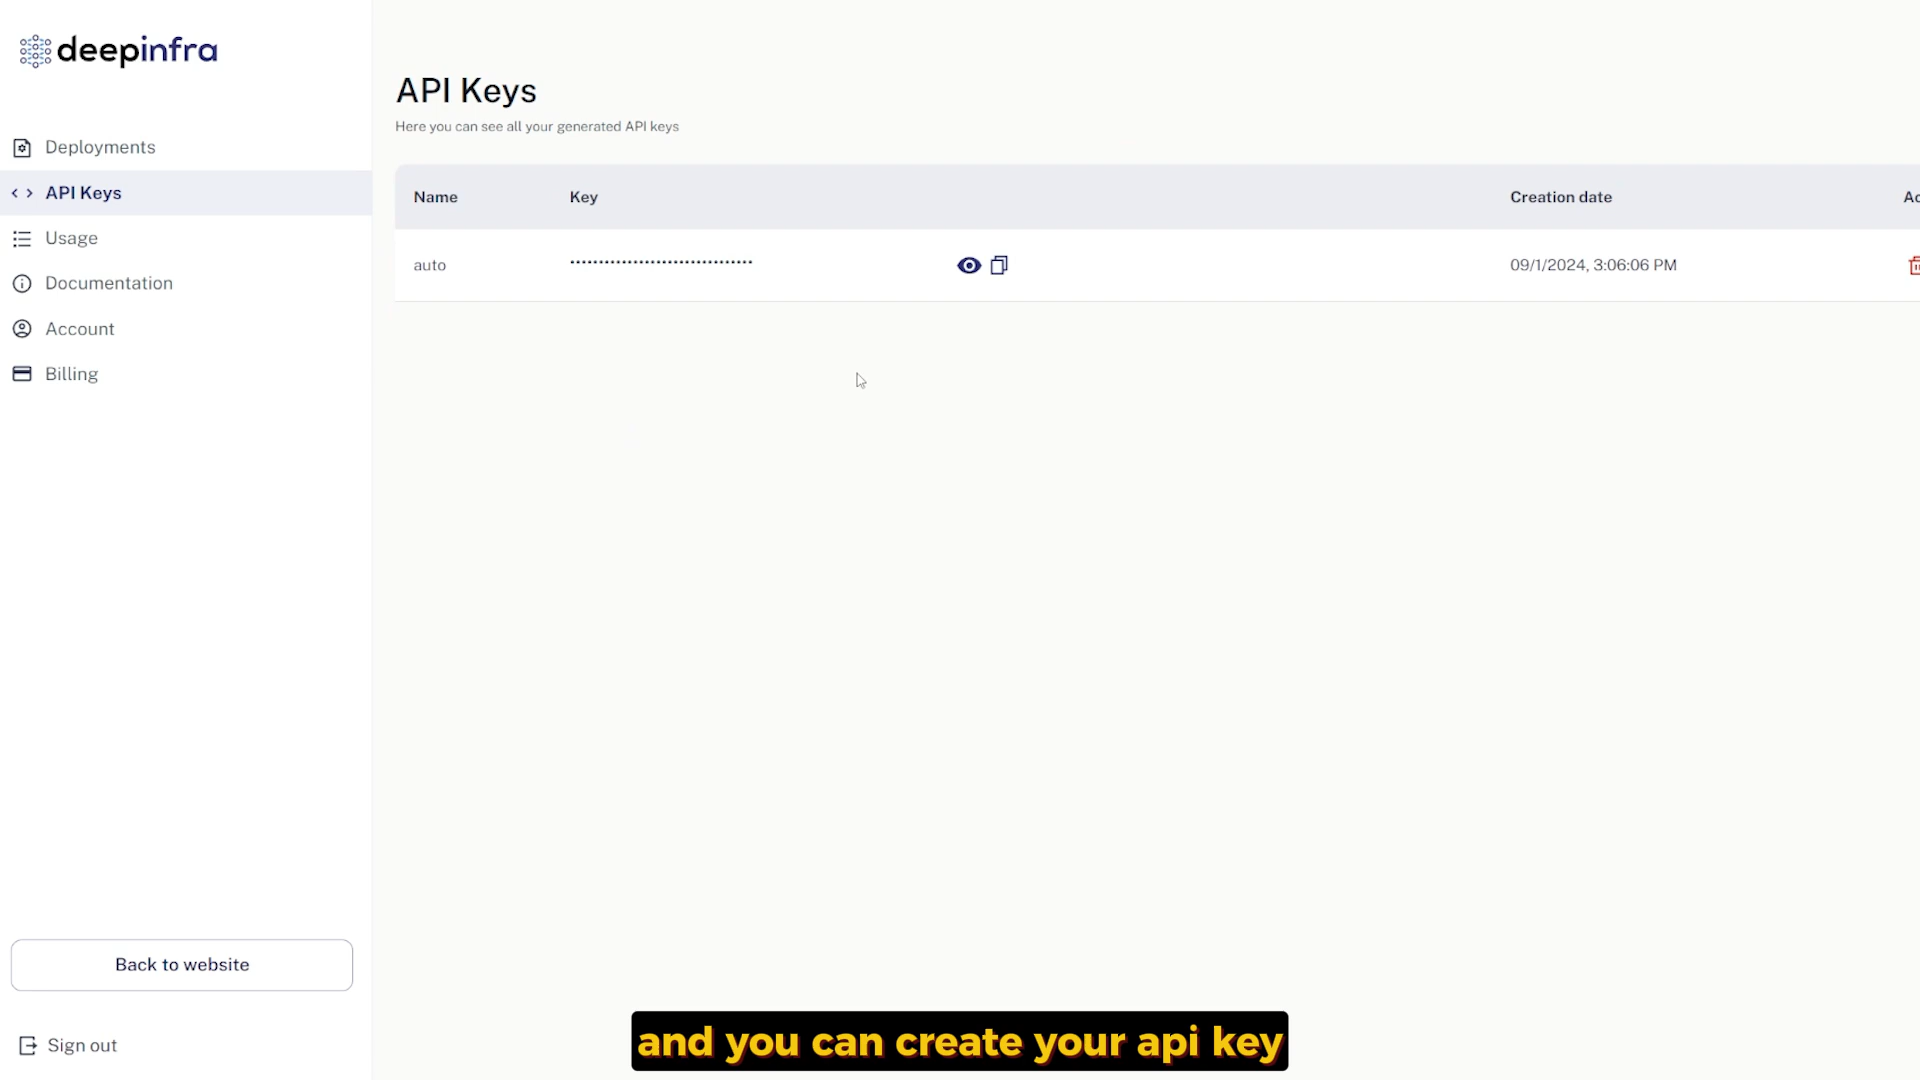 deepinfra
Deployments
API Keys
Usage
Documentation
Account
Billing
Back to website
Sign out
API Keys
Here you can see all your generated API keys
Name Key Creation date
auto •••••••••••••••••••••••••••••••• 09/1/2024, 3:06:06 PM
and you can create your api key